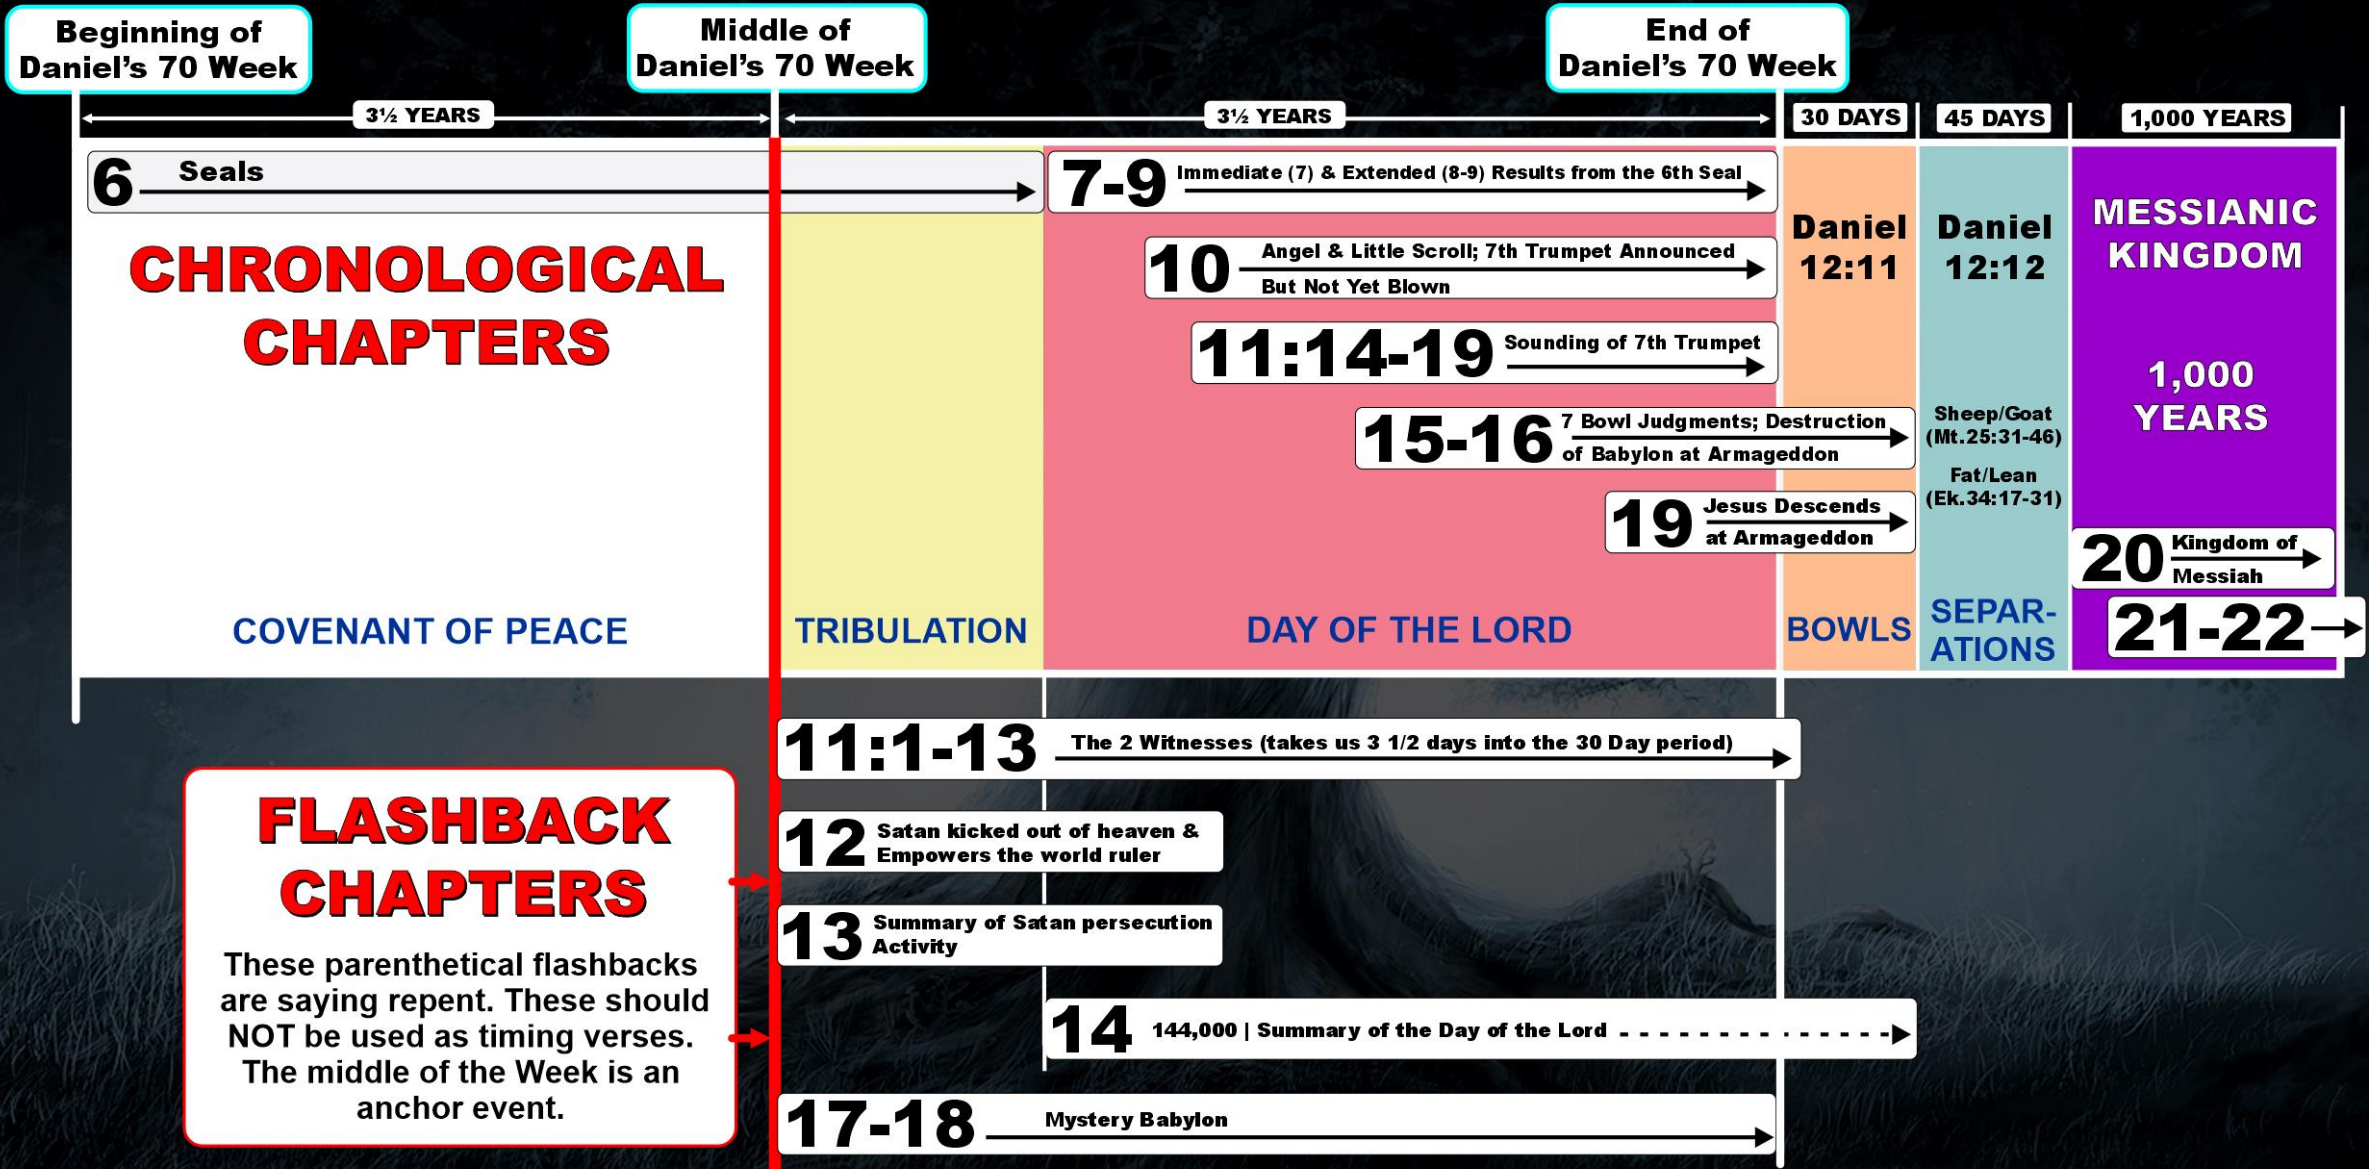 Beginning of
Daniel's 70 Week
Middle of
Daniel's 70 Week
End of
Daniel's 70 Week
3½ YEARS
3½ YEARS
30 DAYS
45 DAYS
1,000 YEARS
6
Seals
7-9
Immediate (7) & Extended (8-9) Results from the 6th Seal
CHRONOLOGICAL
CHAPTERS
10
Angel & Little Scroll; 7th Trumpet Announced
But Not Yet Blown
11:14-19
Sounding of 7th Trumpet
15-16
7 Bowl Judgments; Destruction
of Babylon at Armageddon
19
Jesus Descends
at Armageddon
Daniel
12:11
Daniel
12:12
Sheep/Goat
(Mt.25:31-46)
Fat/Lean
(Ek.34:17-31)
MESSIANIC
KINGDOM
1,000
YEARS
20
Kingdom of
Messiah
21-22
COVENANT OF PEACE
TRIBULATION
DAY OF THE LORD
BOWLS
SEPAR-
ATIONS
11:1-13
The 2 Witnesses (takes us 3 1/2 days into the 30 Day period)
FLASHBACK
CHAPTERS
These parenthetical flashbacks
are saying repent. These should
NOT be used as timing verses.
The middle of the Week is an
anchor event.
12
Satan kicked out of heaven &
Empowers the world ruler
13
Summary of Satan persecution
Activity
14
144,000 | Summary of the Day of the Lord
17-18
Mystery Babylon